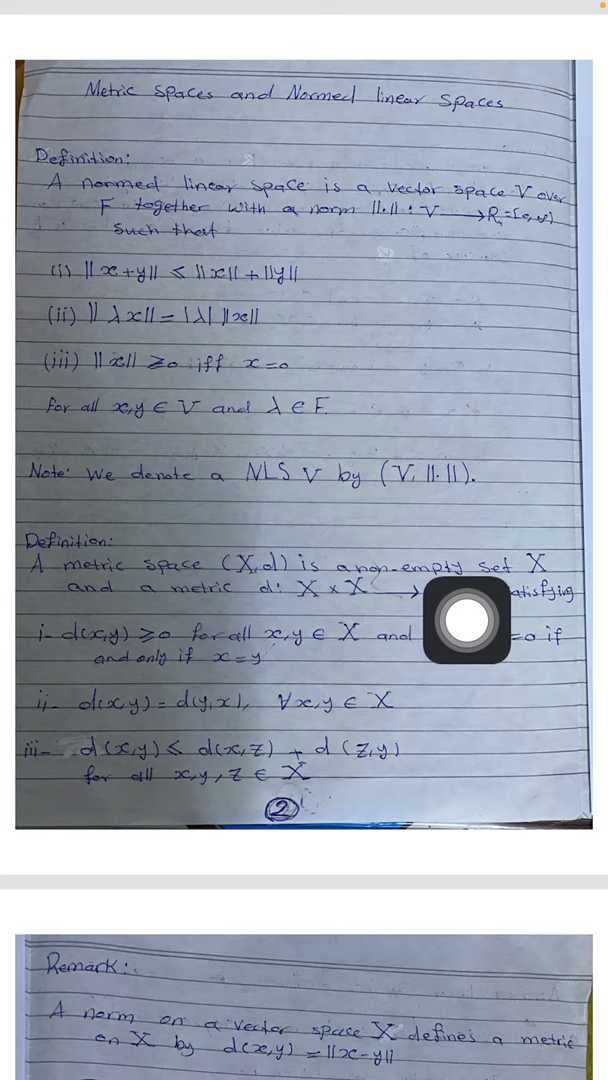 Metric spaces and Normed linear spaces
Definition:
A normed linear space is a vector space V over
F together with a norm ||.|| : V → R₊=[0,∞)
Such that
(i) ||x+y|| ≤ ||x|| + ||y||
(ii) || λx|| = |λ| ||x||
(iii) ||x|| ≥0 iff x=0
for all x,y ∈ V and λ ∈ F.
Note: We denote a NLS V by (V, ||.||).
Definition:
A metric space (X,d) is a non-empty set X
and a metric d: X × X → atisfying
i- d(x,y) ≥0 for all x,y ∈ X and =0 if
and only if x=y
ii- d(x,y) = d(y,x), ∀x,y ∈ X
iii- d(x,y) ≤ d(x,z) + d(z,y)
for all x,y,z ∈ X
2
Remark:
A norm on a vector space X defines a metric
on X by d(x,y) = ||x-y||